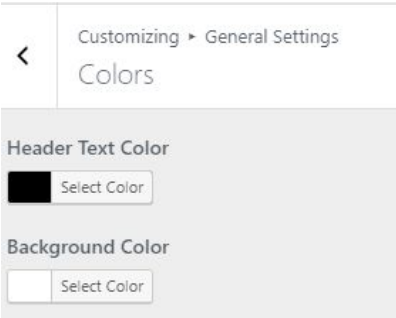 Customizing ▸ General Settings
Colors
Header Text Color
Select Color
Background Color
Select Color